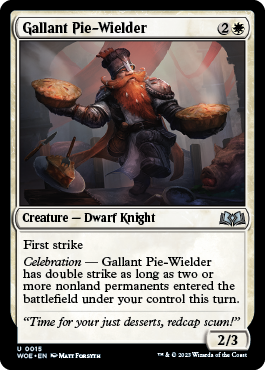 Gallant Pie-Wielder 2
Creature — Dwarf Knight
First strike
Celebration — Gallant Pie-Wielder
has double strike as long as two or
more nonland permanents entered the
battlefield under your control this turn.
“Time for your just desserts, redcap scum!”
2/3
U 0015
WOE • EN MATT FORSYTH
™ & © 2023 Wizards of the Coast